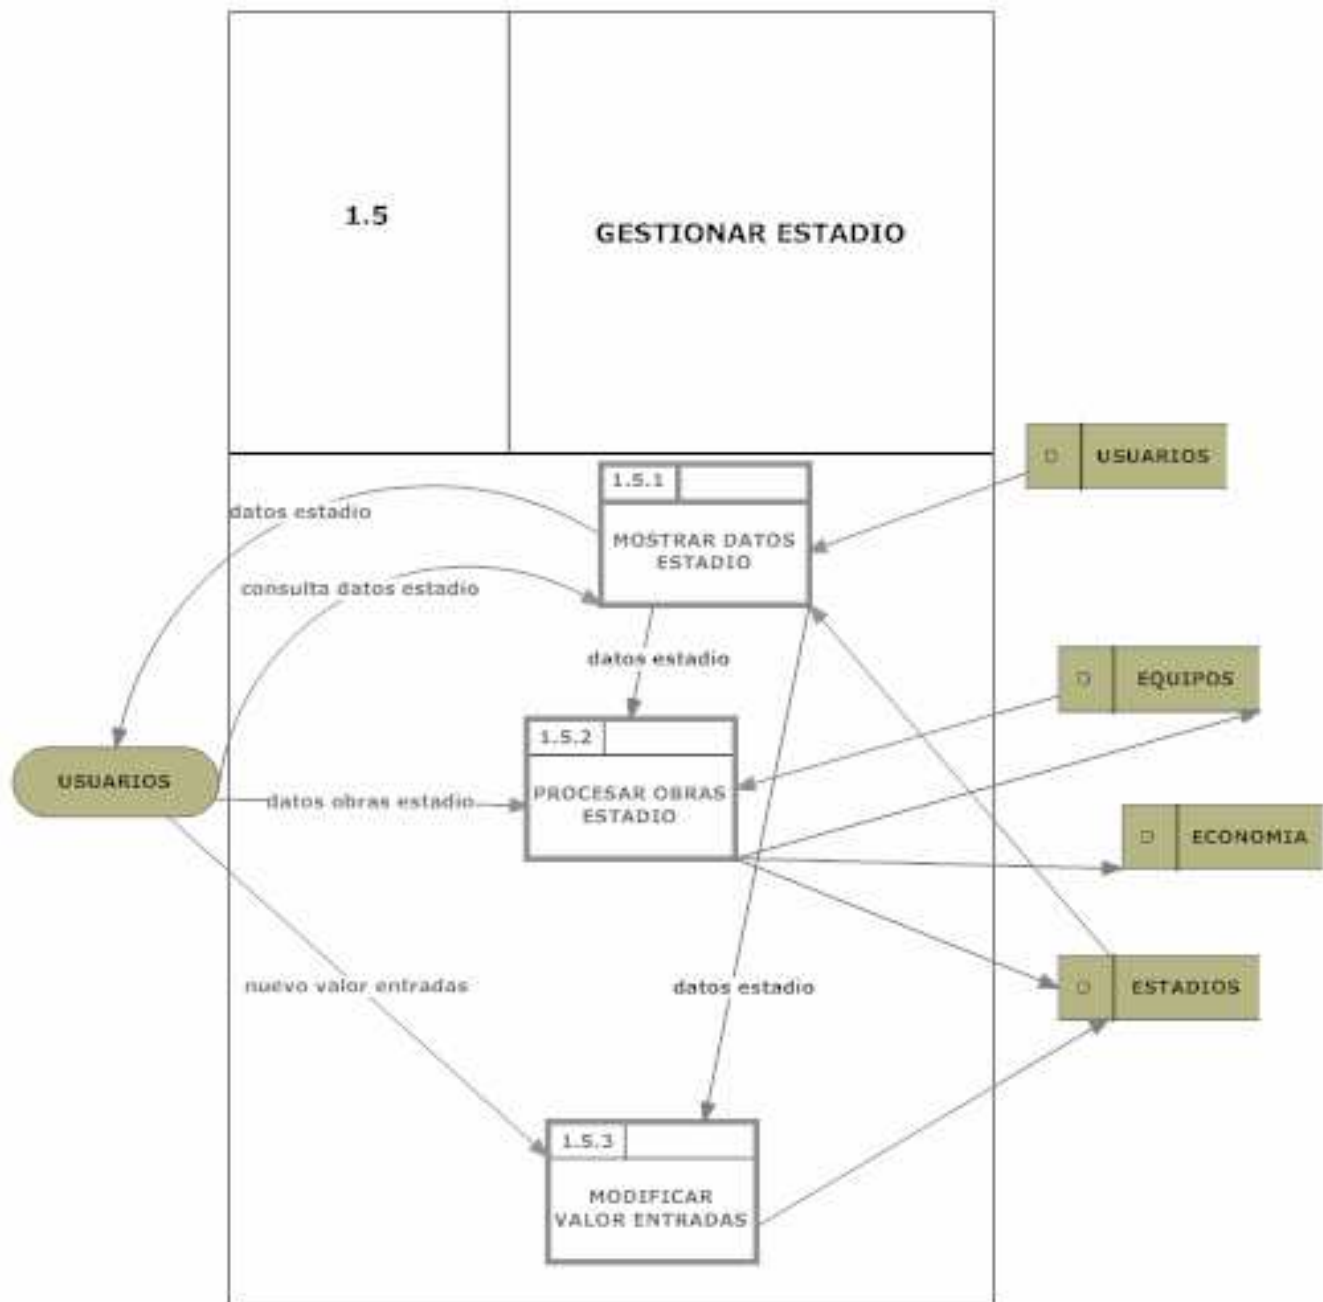 1.5
GESTIONAR ESTADIO
USUARIOS
1.5.1
MOSTRAR DATOS
ESTADIO
datos estadio
consulta datos estadio
datos estadio
EQUIPOS
1.5.2
PROCESAR OBRAS
ESTADIO
USUARIOS
datos obras estadio
ECONOMIA
nuevo valor entradas
datos estadio
ESTADIOS
1.5.3
MODIFICAR
VALOR ENTRADAS